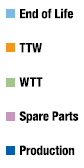 End of Life
TTW
WTT
Spare Parts
Production